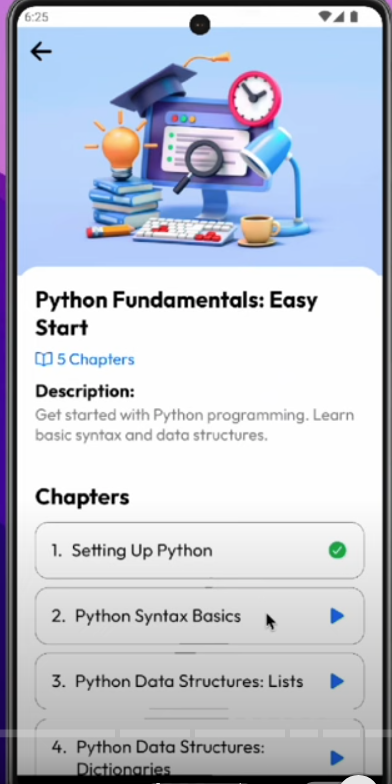 6:25
Python Fundamentals: Easy
Start
5 Chapters
Description:
Get started with Python programming. Learn
basic syntax and data structures.
Chapters
1. Setting Up Python
2. Python Syntax Basics
3. Python Data Structures: Lists
4. Python Data Structures:
Dictionaries